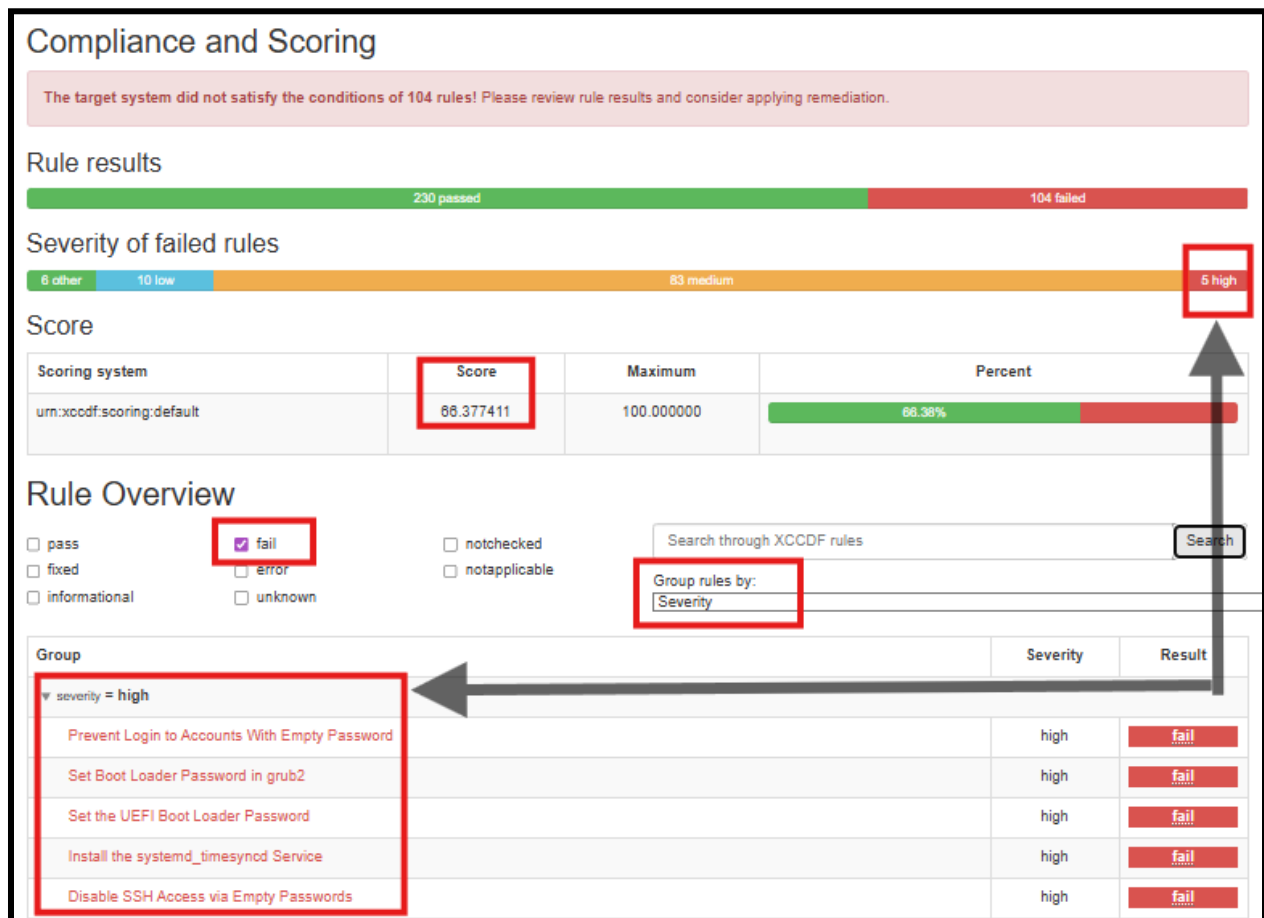 Compliance and Scoring
The target system did not satisfy the conditions of 104 rules! Please review rule results and consider applying remediation.
Rule results
230 passed 104 failed
Severity of failed rules
6 other 10 low 83 medium 5 high
Score
Scoring system Score Maximum Percent
urn:xccdf:scoring:default 66.377411 100.000000 66.38%
Rule Overview
pass fail notchecked Search through XCCDF rules Search
fixed error notapplicable
Group rules by:
informational unknown Severity
Group Severity Result
severity = high
Prevent Login to Accounts With Empty Password high fail
Set Boot Loader Password in grub2 high fail
Set the UEFI Boot Loader Password high fail
Install the systemd_timesyncd Service high fail
Disable SSH Access via Empty Passwords high fail